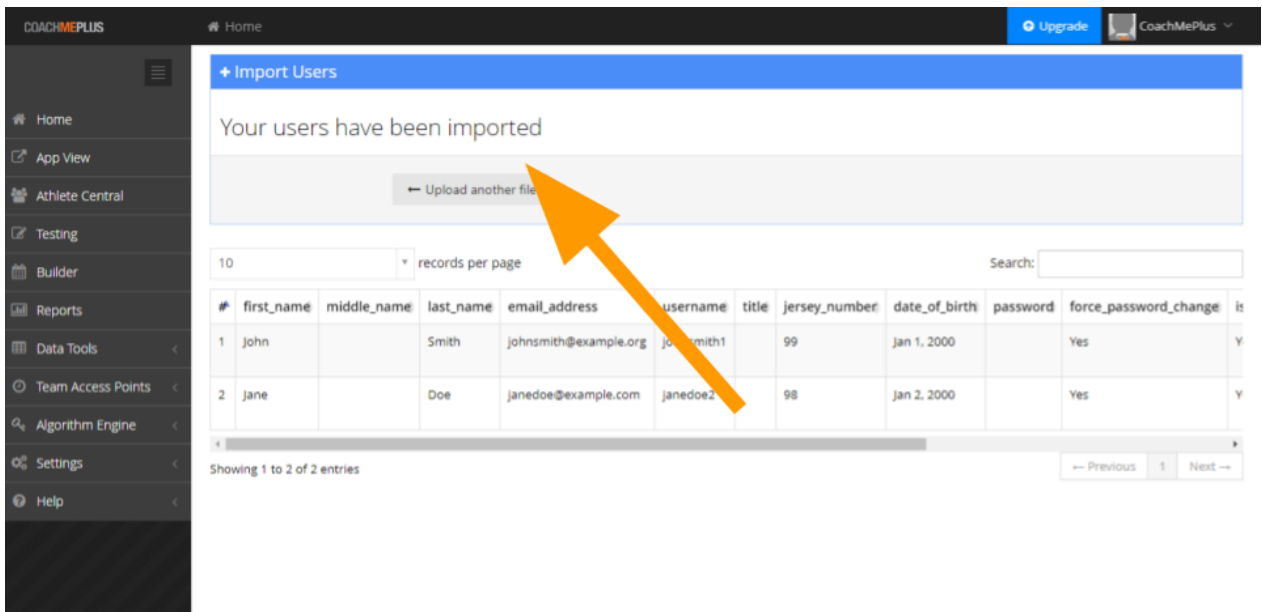 COACHMEPLUS
Home
Upgrade
CoachMePlus
Home
App View
Athlete Central
Testing
Builder
Reports
Data Tools
Team Access Points
Algorithm Engine
Settings
Help
+ Import Users
Your users have been imported
← Upload another file
10 records per page
Search:
# first_name middle_name last_name email_address username title jersey_number date_of_birth password force_password_change is
1 John Smith johnsmith@example.org 99 Jan 1, 2000 Yes Y
2 Jane Doe janedoe@example.com janedoe2 98 Jan 2, 2000 Yes Y
Showing 1 to 2 of 2 entries
← Previous 1 Next →